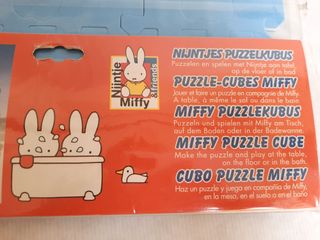 Nijntje
Miffy
friends
NIJNTJES PUZZELKUBUS
Puzzelen en spelen met Nijntje aan tafel,
op de vloer of in bad.
PUZZLE-CUBES MIFFY
Jouer et faire un puzzle en compagnie de Miffy.
A table, à même le sol ou dans le bain.
MIFFY PUZZLEKUBUS
Puzzeln und spielen mit Miffy am Tisch,
auf dem Boden oder in der Badewanne.
MIFFY PUZZLE CUBE
Make the puzzle and play at the table,
on the floor or in the bath.
CUBO PUZZLE MIFFY
Haz un puzzle y juega en compañía de Miffy,
en la mesa, en el suelo o en el baño